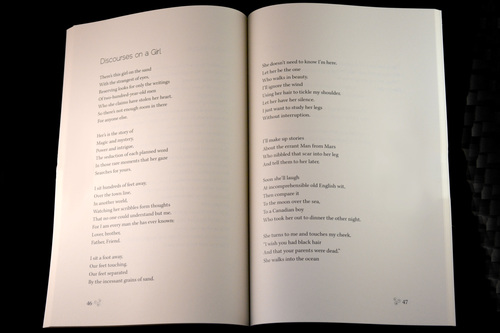 Discourses on a Girl
There's this girl on the sand
With the strangest of eyes,
Reserving looks for only the writings
Of two-hundred-year-old men
Who she claims have stolen her heart,
So there's not enough room in there
For anyone else.
Her's is the story of
Magic and mystery,
Power and intrigue.
The seduction of each planned word
At those rare moments that her gaze
Searches for yours.
I sit hundreds of feet away,
Over the town line
In another world,
Watching her scribbles form thoughts
That no one could understand but me,
For I am every one she has ever known:
Lover, brother,
Father, Friend.
I sit a foot away,
Our feet touching,
Our feet separated
By the incessant grains of sand.
46
She doesn't need to know I'm here,
Let her be the one
Who walks in beauty.
I'll ignore the wind
Using her hair to tickle my shoulder.
Let her have her silence.
I just want to study her legs
Without interruption.
I'll make up stories
About the errant Man from Mars
Who nibbled that scar into her leg
And tell them to her later.
Soon she'll laugh
At incomprehensible old English wit,
Then compare it
To the moon over the sea,
To a Canadian boy
Who took her out to dinner the other night.
She turns to me and touches my cheek.
"I wish you had black hair
And that your parents were dead."
She walks into the ocean
47